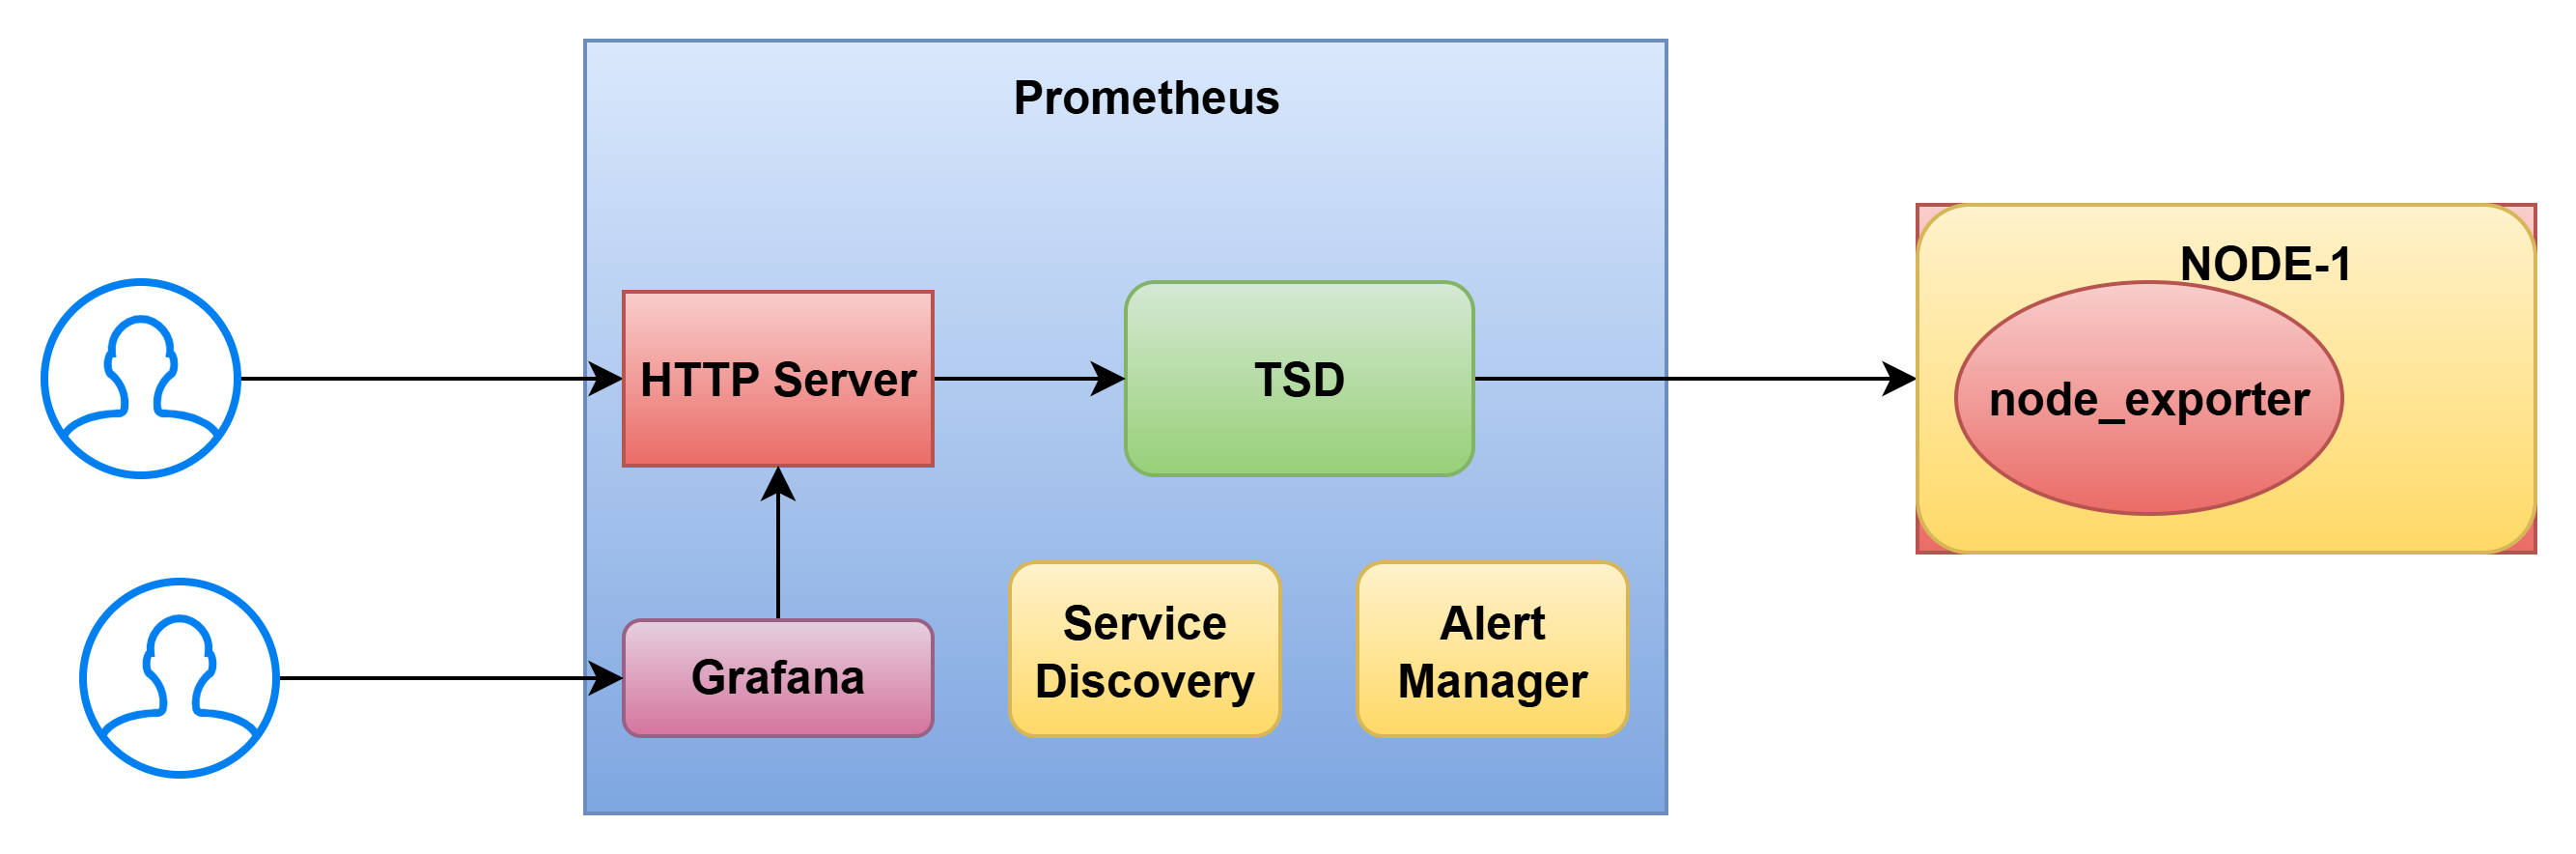 Prometheus
NODE-1
HTTP Server
TSD
node_exporter
Grafana
Service
Discovery
Alert
Manager